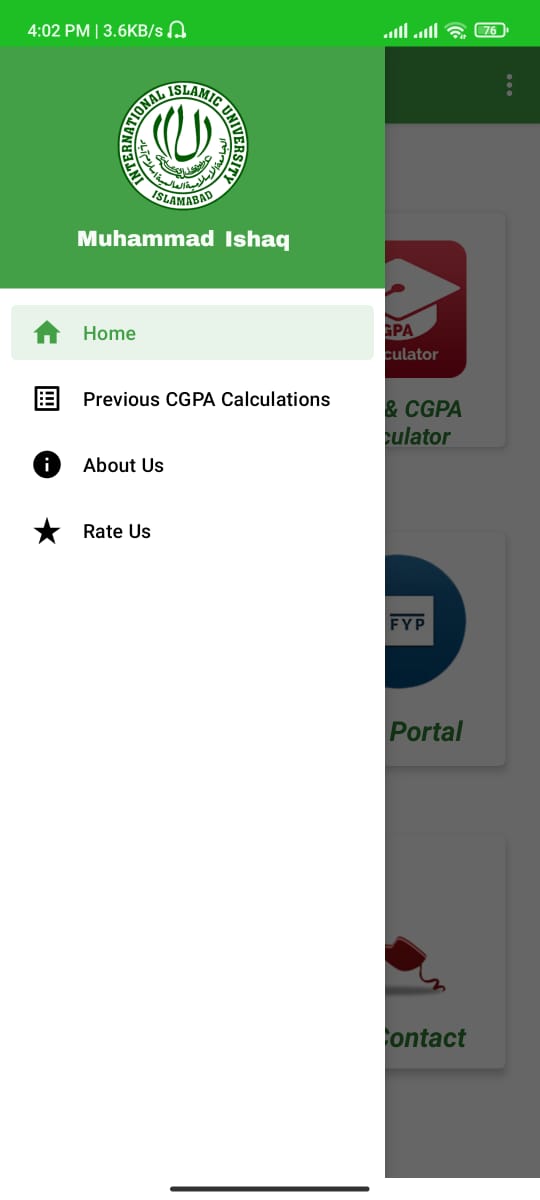 4:02 PM | 3.6KB/s
76
INTERNATIONAL ISLAMIC UNIVERSITY
ISLAMABAD
Muhammad Ishaq
Home
Previous CGPA Calculations
About Us
Rate Us
GPA
culator
& CGPA
culator
FYP
Portal
Contact